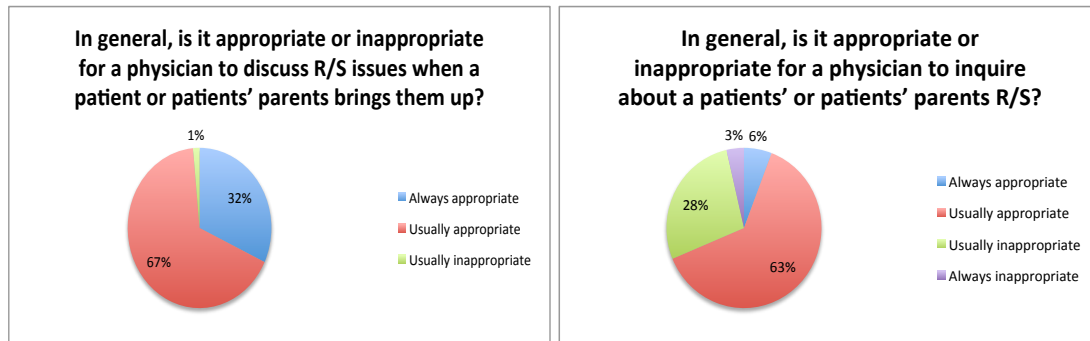 In general, is it appropriate or inappropriate
for a physician to discuss R/S issues when a
patient or patients’ parents brings them up?
1%
32%
67%
Always appropriate
Usually appropriate
Usually inappropriate
In general, is it appropriate or
inappropriate for a physician to inquire
about a patients’ or patients’ parents R/S?
3%
6%
28%
63%
Always appropriate
Usually appropriate
Usually inappropriate
Always inappropriate